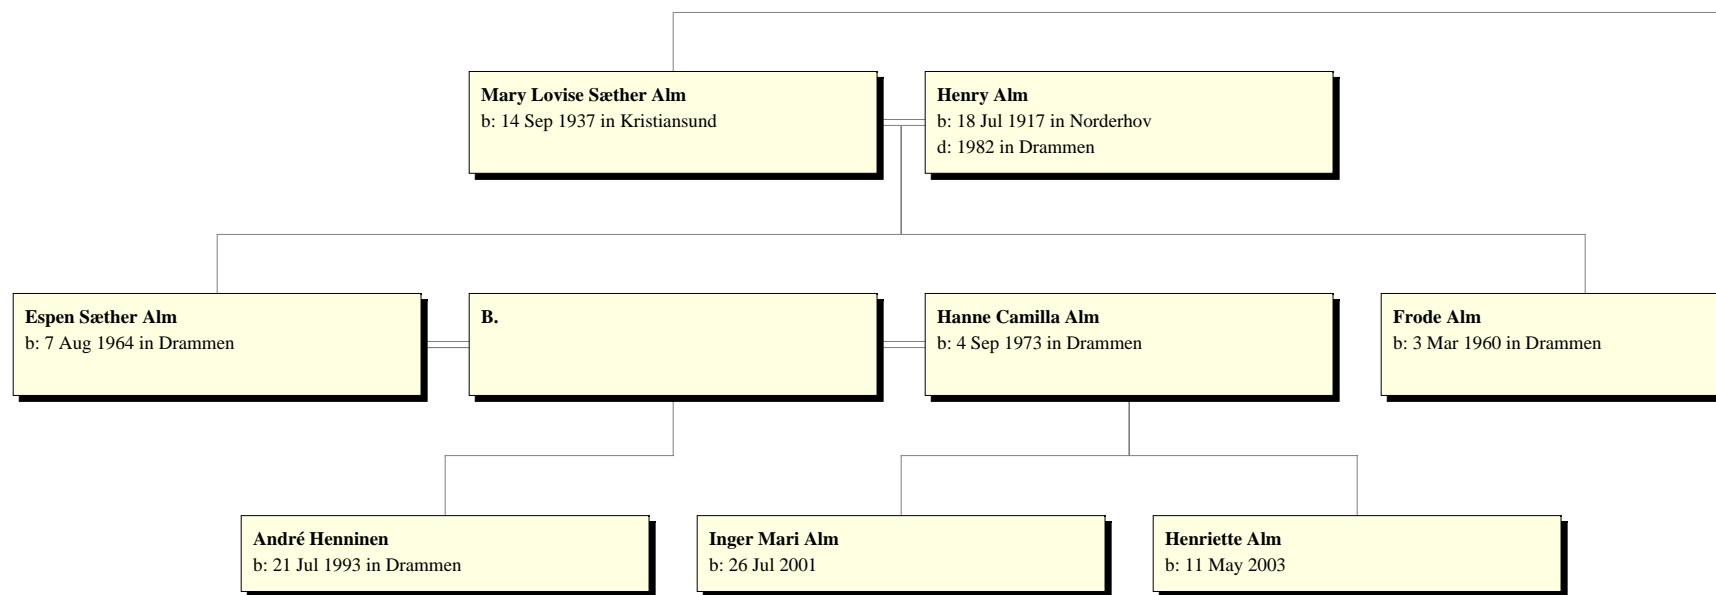 Mary Lovise Sæther Alm
b: 14 Sep 1937 in Kristiansund
Henry Alm
b: 18 Jul 1917 in Norderhov
d: 1982 in Drammen
Espen Sæther Alm
b: 7 Aug 1964 in Drammen
B.
Hanne Camilla Alm
b: 4 Sep 1973 in Drammen
Frode Alm
b: 3 Mar 1960 in Drammen
André Henninen
b: 21 Jul 1993 in Drammen
Inger Mari Alm
b: 26 Jul 2001
Henriette Alm
b: 11 May 2003